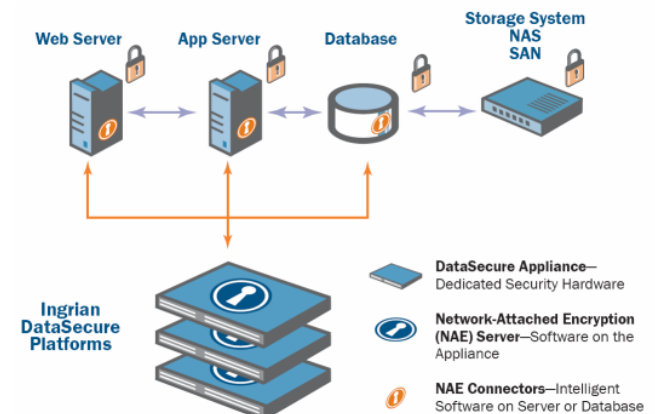 Web Server
App Server
Database
Storage System
NAS
SAN
Ingrian
DataSecure
Platforms
DataSecure Appliance—
Dedicated Security Hardware
Network-Attached Encryption
(NAE) Server—Software on the
Appliance
NAE Connectors—Intelligent
Software on Server or Database